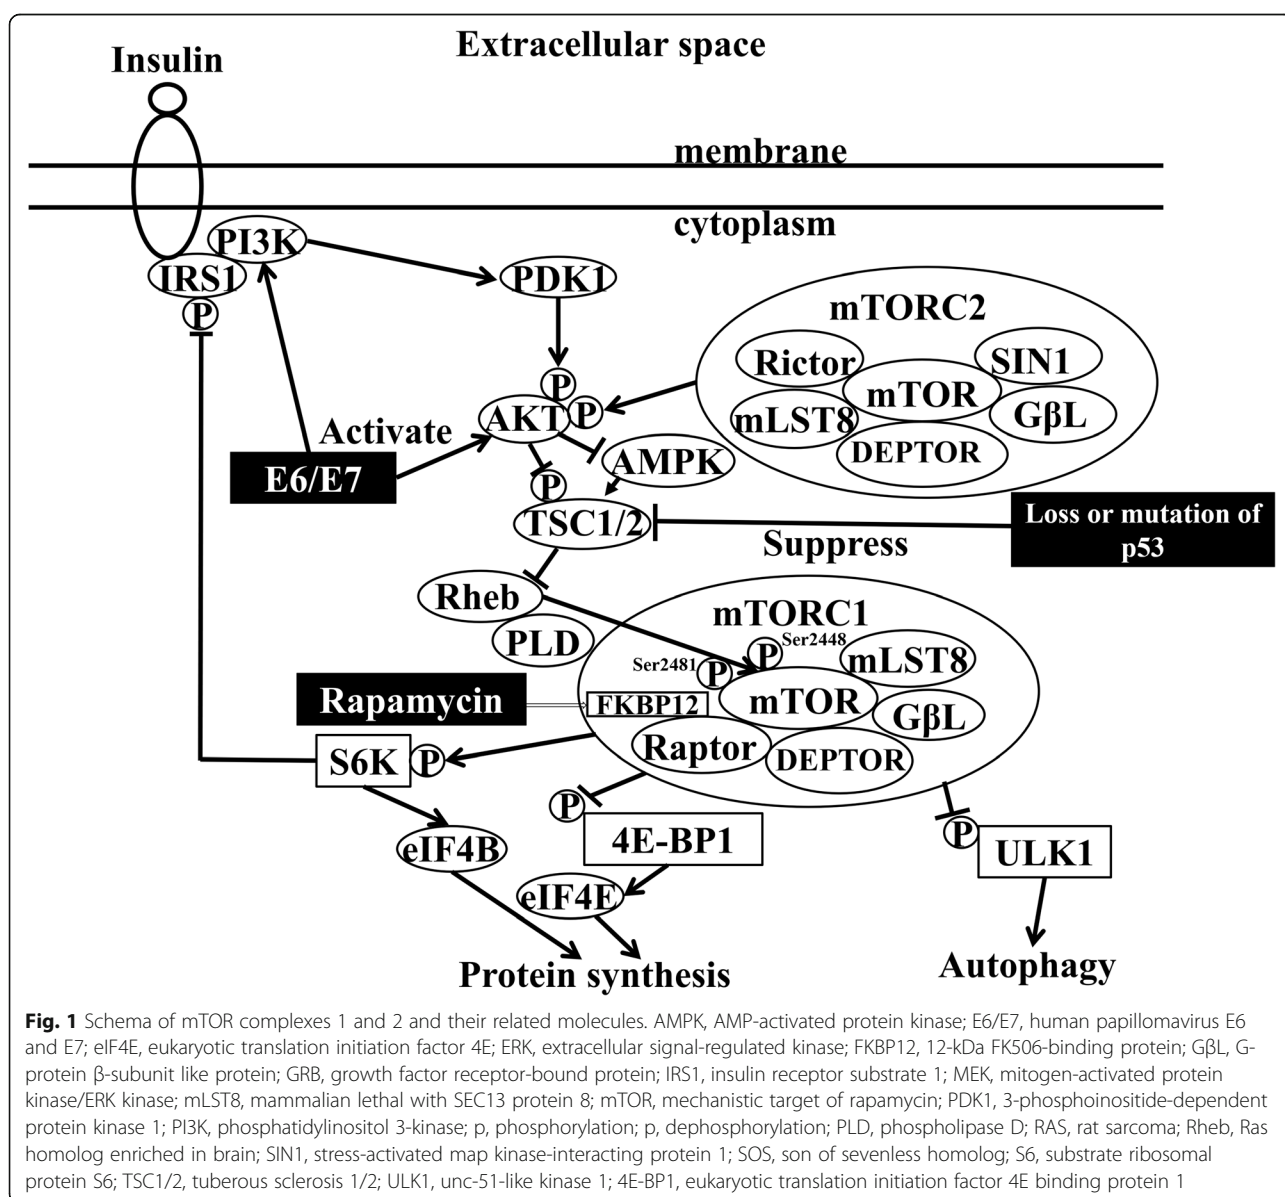 Extracellular space
Insulin
membrane
cytoplasm
PI3K
IRS1
P
PDK1
mTORC2
Rictor
SIN1
mTOR
mLST8
GβL
DEPTOR
P
AKT
P
Activate
E6/E7
AMPK
P
TSC1/2
Loss or mutation of
p53
Suppress
Rheb
PLD
mTORC1
Ser2448
P
Ser2481
P
mLST8
mTOR
GβL
Rapamycin
FKBP12
Raptor
DEPTOR
S6K
P
P
4E-BP1
P
ULK1
eIF4B
eIF4E
Protein synthesis
Autophagy
Fig. 1 Schema of mTOR complexes 1 and 2 and their related molecules. AMPK, AMP-activated protein kinase; E6/E7, human papillomavirus E6
and E7; eIF4E, eukaryotic translation initiation factor 4E; ERK, extracellular signal-regulated kinase; FKBP12, 12-kDa FK506-binding protein; GβL, G-
protein β-subunit like protein; GRB, growth factor receptor-bound protein; IRS1, insulin receptor substrate 1; MEK, mitogen-activated protein
kinase/ERK kinase; mLST8, mammalian lethal with SEC13 protein 8; mTOR, mechanistic target of rapamycin; PDK1, 3-phosphoinositide-dependent
protein kinase 1; PI3K, phosphatidylinositol 3-kinase; p, phosphorylation; p, dephosphorylation; PLD, phospholipase D; RAS, rat sarcoma; Rheb, Ras
homolog enriched in brain; SIN1, stress-activated map kinase-interacting protein 1; SOS, son of sevenless homolog; S6, substrate ribosomal
protein S6; TSC1/2, tuberous sclerosis 1/2; ULK1, unc-51-like kinase 1; 4E-BP1, eukaryotic translation initiation factor 4E binding protein 1